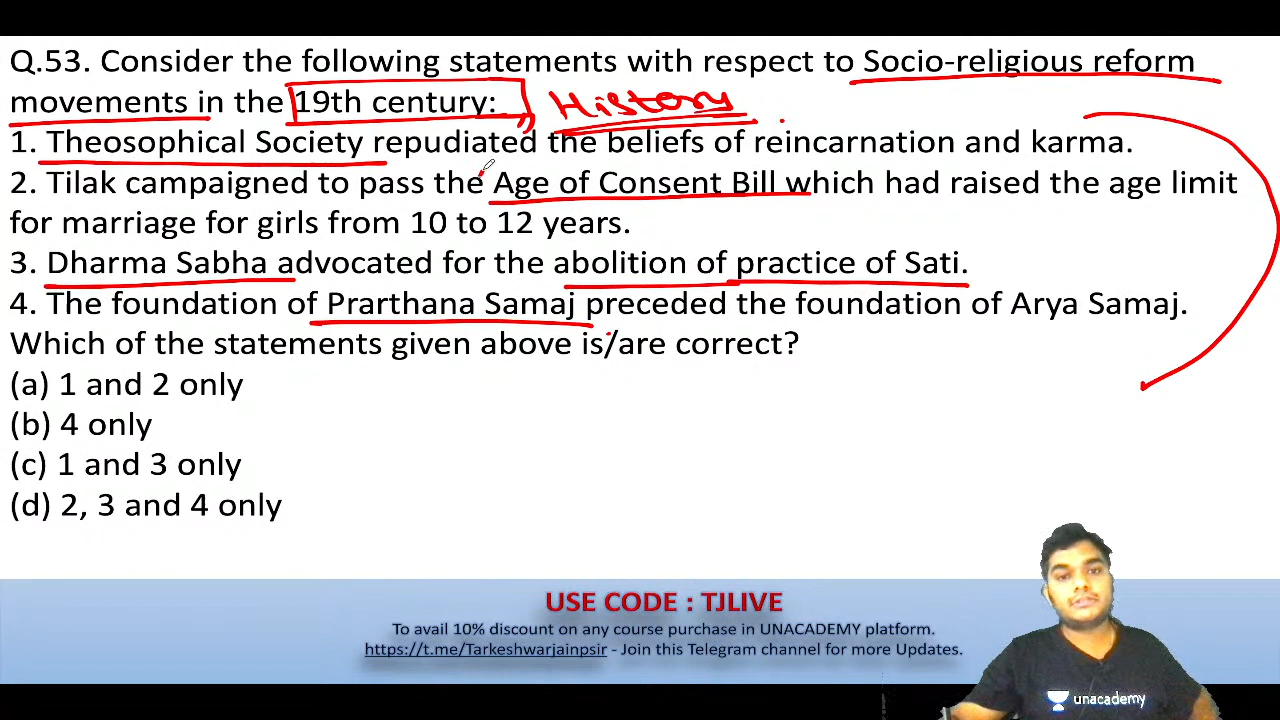 Q.53. Consider the following statements with respect to Socio-religious reform
movements in the 19th century: History
1. Theosophical Society repudiated the beliefs of reincarnation and karma.
2. Tilak campaigned to pass the Age of Consent Bill which had raised the age limit
for marriage for girls from 10 to 12 years.
3. Dharma Sabha advocated for the abolition of practice of Sati.
4. The foundation of Prarthana Samaj preceded the foundation of Arya Samaj.
Which of the statements given above is/are correct?
(a) 1 and 2 only
(b) 4 only
(c) 1 and 3 only
(d) 2, 3 and 4 only
USE CODE : TJLIVE
To avail 10% discount on any course purchase in UNACADEMY platform.
https://t.me/Tarkeshwarjainpsir - Join this Telegram channel for more Updates.
unacademy